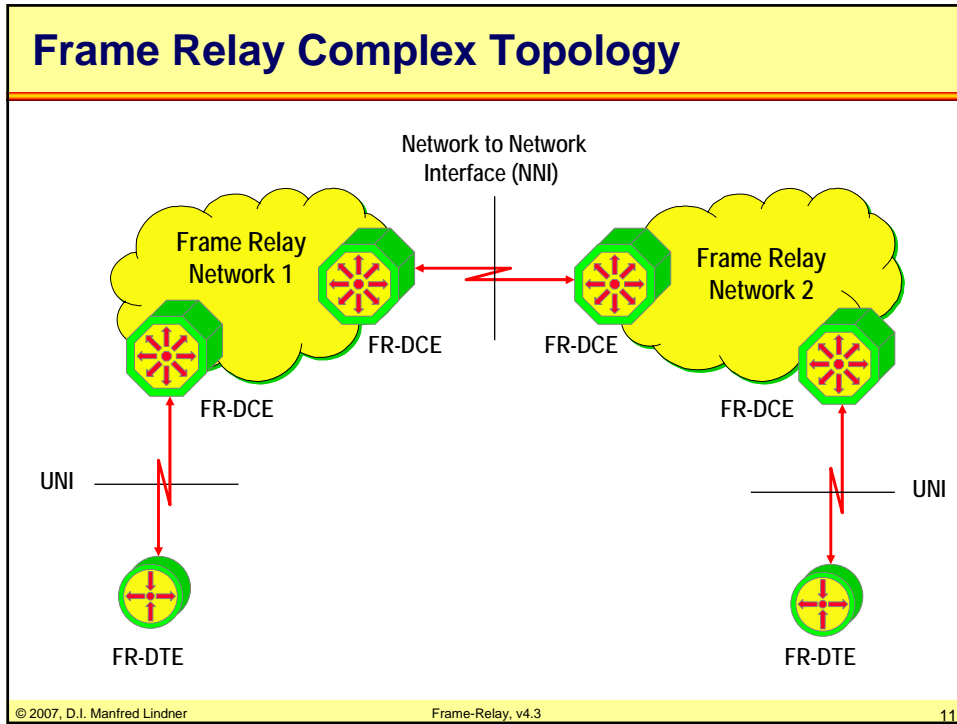 Frame Relay Complex Topology
Network to Network
Interface (NNI)
Frame Relay
Network 1
Frame Relay
Network 2
FR-DCE
FR-DCE
FR-DCE
FR-DCE
UNI
UNI
FR-DTE
FR-DTE
© 2007, D.I. Manfred Lindner
Frame-Relay, v4.3
11